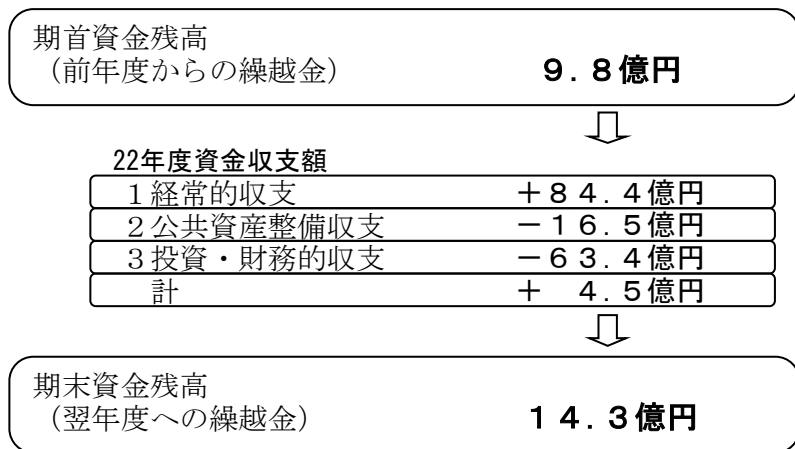 期首資金残高
（前年度からの繰越金） ９．８億円
22年度資金収支額
１経常的収支 ＋８４．４億円
２公共資産整備収支 －１６．５億円
３投資・財務的収支 －６３．４億円
計 ＋ ４．５億円
期末資金残高
（翌年度への繰越金） １４．３億円